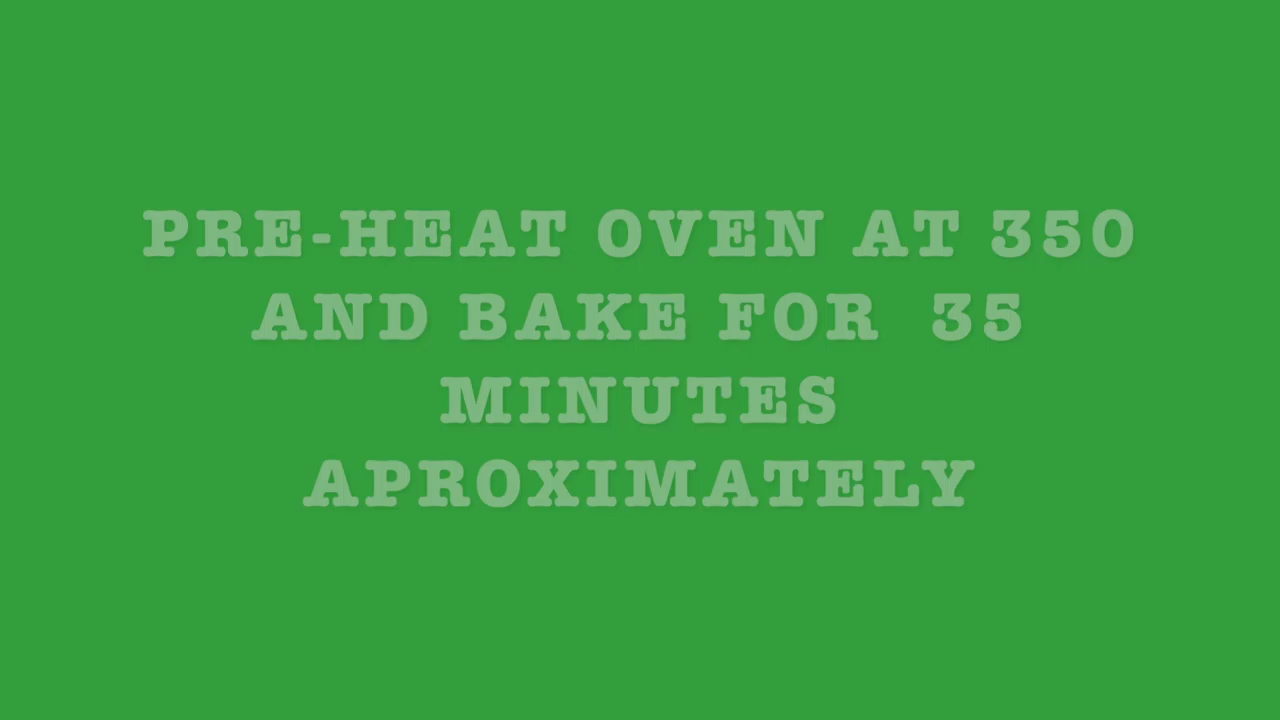 PRE-HEAT OVEN AT 350
AND BAKE FOR  35
MINUTES
APROXIMATELY